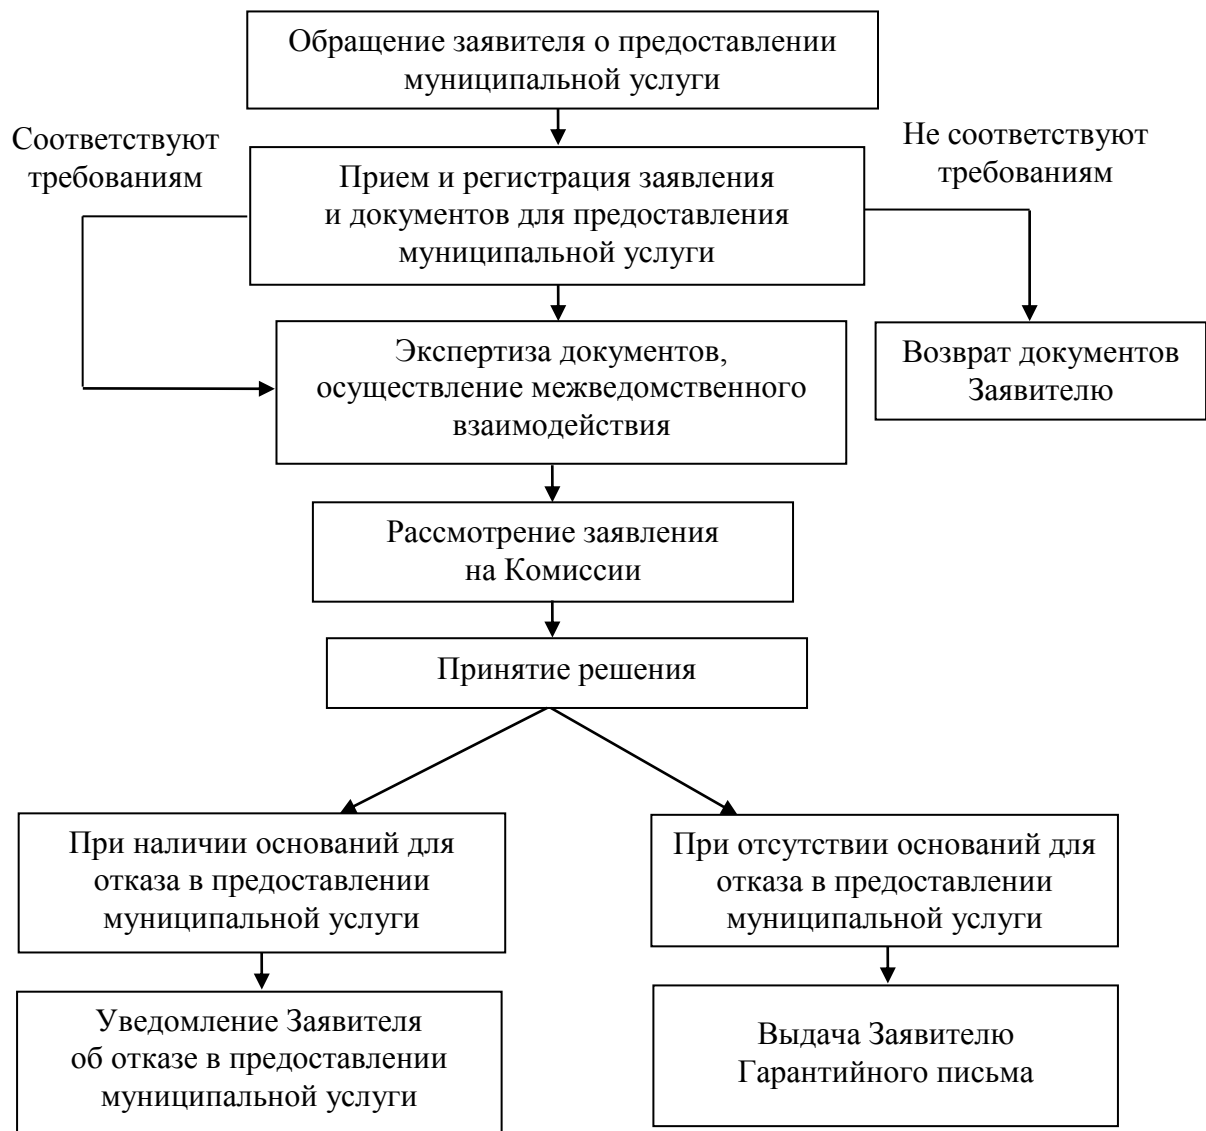 Обращение заявителя о предоставлении
муниципальной услуги
Соответствуют
требованиям
Не соответствуют
требованиям
Прием и регистрация заявления
и документов для предоставления
муниципальной услуги
Экспертиза документов,
осуществление межведомственного
взаимодействия
Возврат документов
Заявителю
Рассмотрение заявления
на Комиссии
Принятие решения
При наличии оснований для
отказа в предоставлении
муниципальной услуги
При отсутствии оснований для
отказа в предоставлении
муниципальной услуги
Уведомление Заявителя
об отказе в предоставлении
муниципальной услуги
Выдача Заявителю
Гарантийного письма